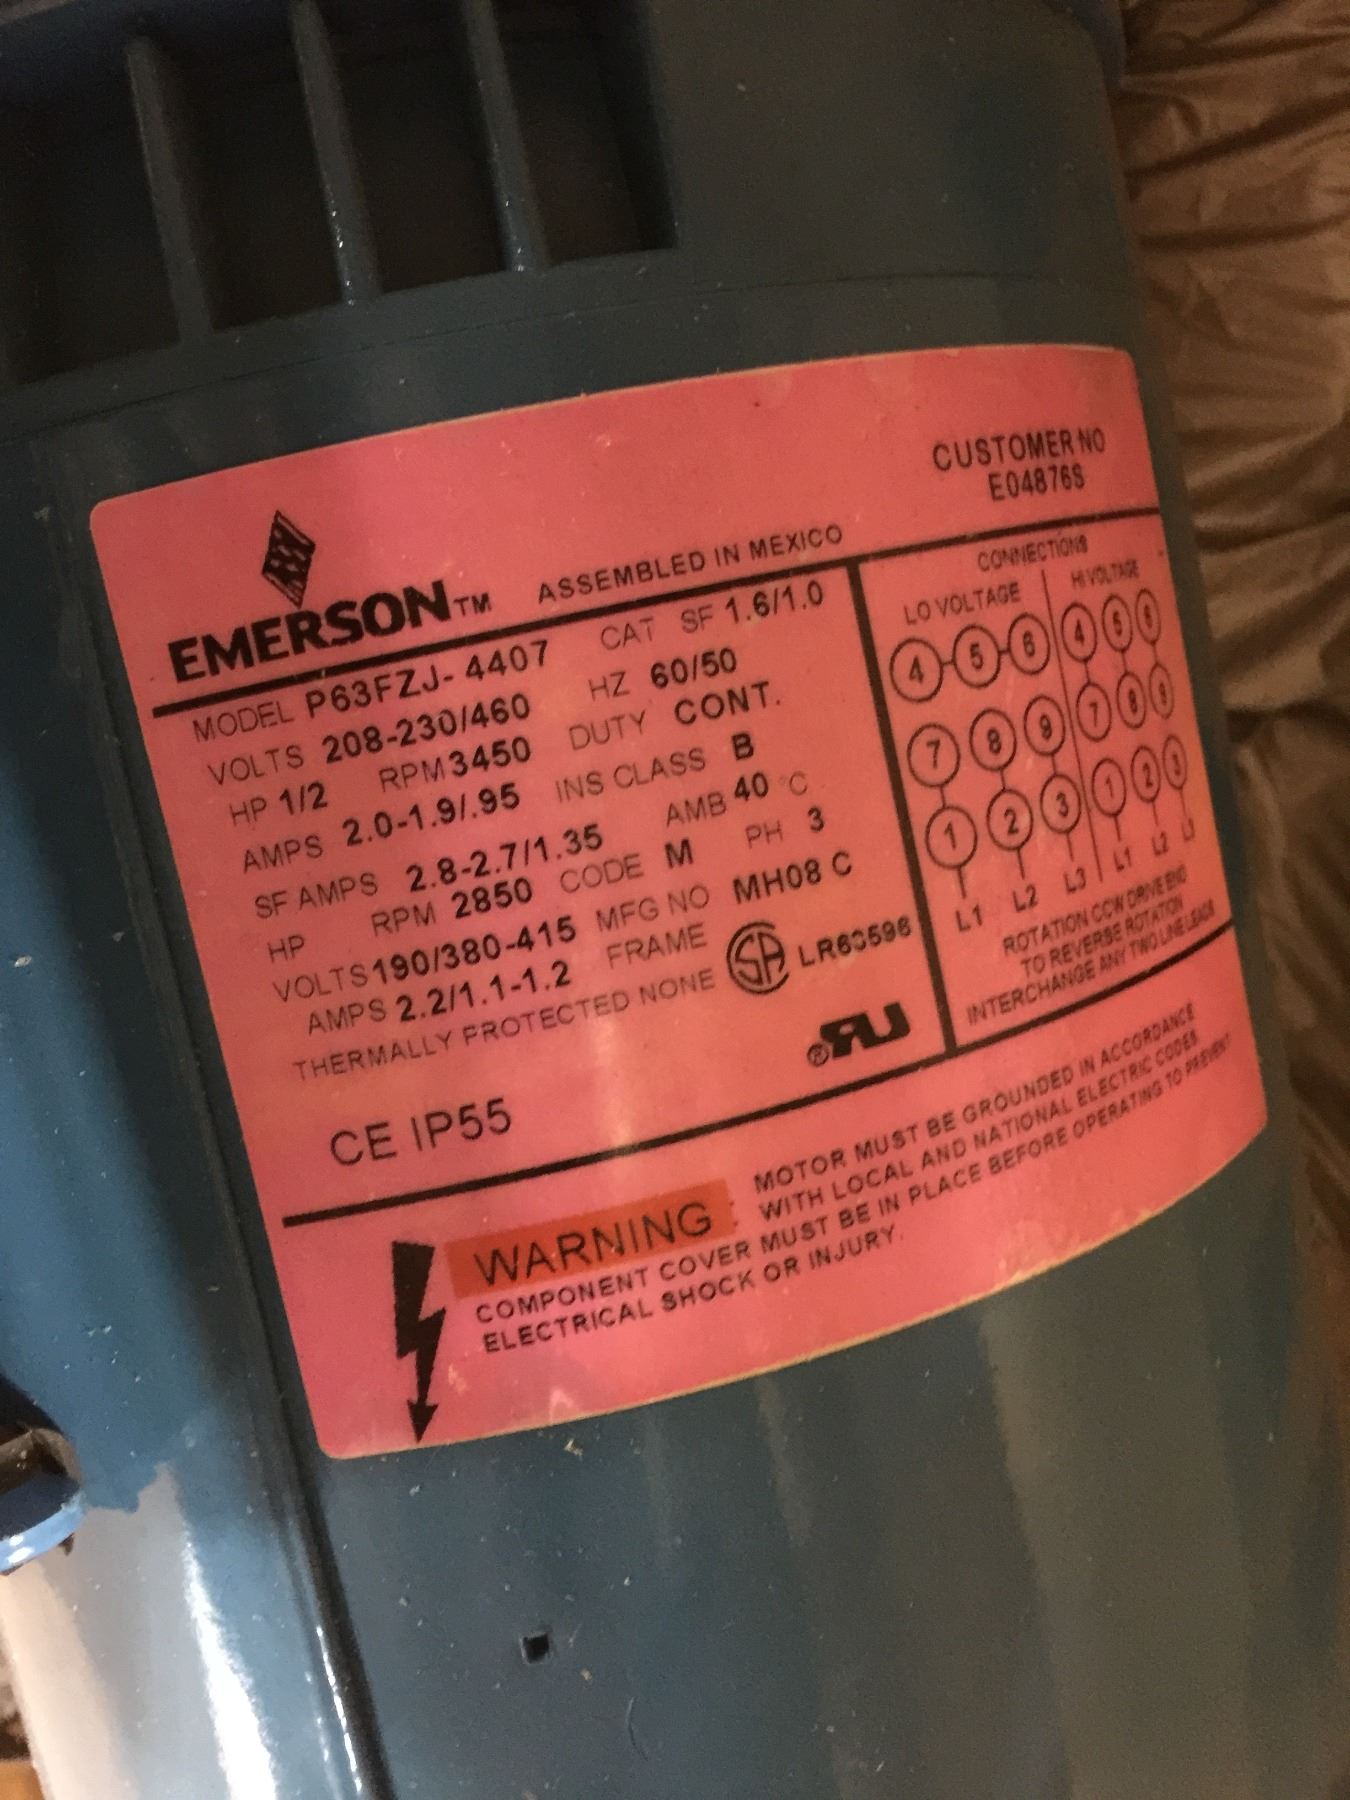 CUSTOMER NO
E04876S
EMERSON™ ASSEMBLED IN MEXICO
MODEL P63FZJ-4407 CAT SF 1.6/1.0
VOLTS 208-230/460 HZ 60/50
HP 1/2 RPM 3450 DUTY CONT.
AMPS 2.0-1.9/.95 INS CLASS B
SF AMPS 2.8-2.7/1.35 AMB 40 °C
HP RPM 2850 CODE M PH 3
VOLTS 190/380-415 MFG NO MH08 C
AMPS 2.2/1.1-1.2 FRAME
THERMALLY PROTECTED NONE SA LR63596
CE IP55
CONNECTIONS
LO VOLTAGE
4 5 6
7 8 9
1 2 3
L1 L2 L3
HI VOLTAGE
4 5 6
7 8 9
1 2 3
L1 L2 L3
ROTATION CCW DRIVE END
TO REVERSE ROTATION
INTERCHANGE ANY TWO LINE LEADS
WARNING MOTOR MUST BE GROUNDED IN ACCORDANCE
WITH LOCAL AND NATIONAL ELECTRIC CODES
COMPONENT COVER MUST BE IN PLACE BEFORE OPERATING TO PREVENT
ELECTRICAL SHOCK OR INJURY.